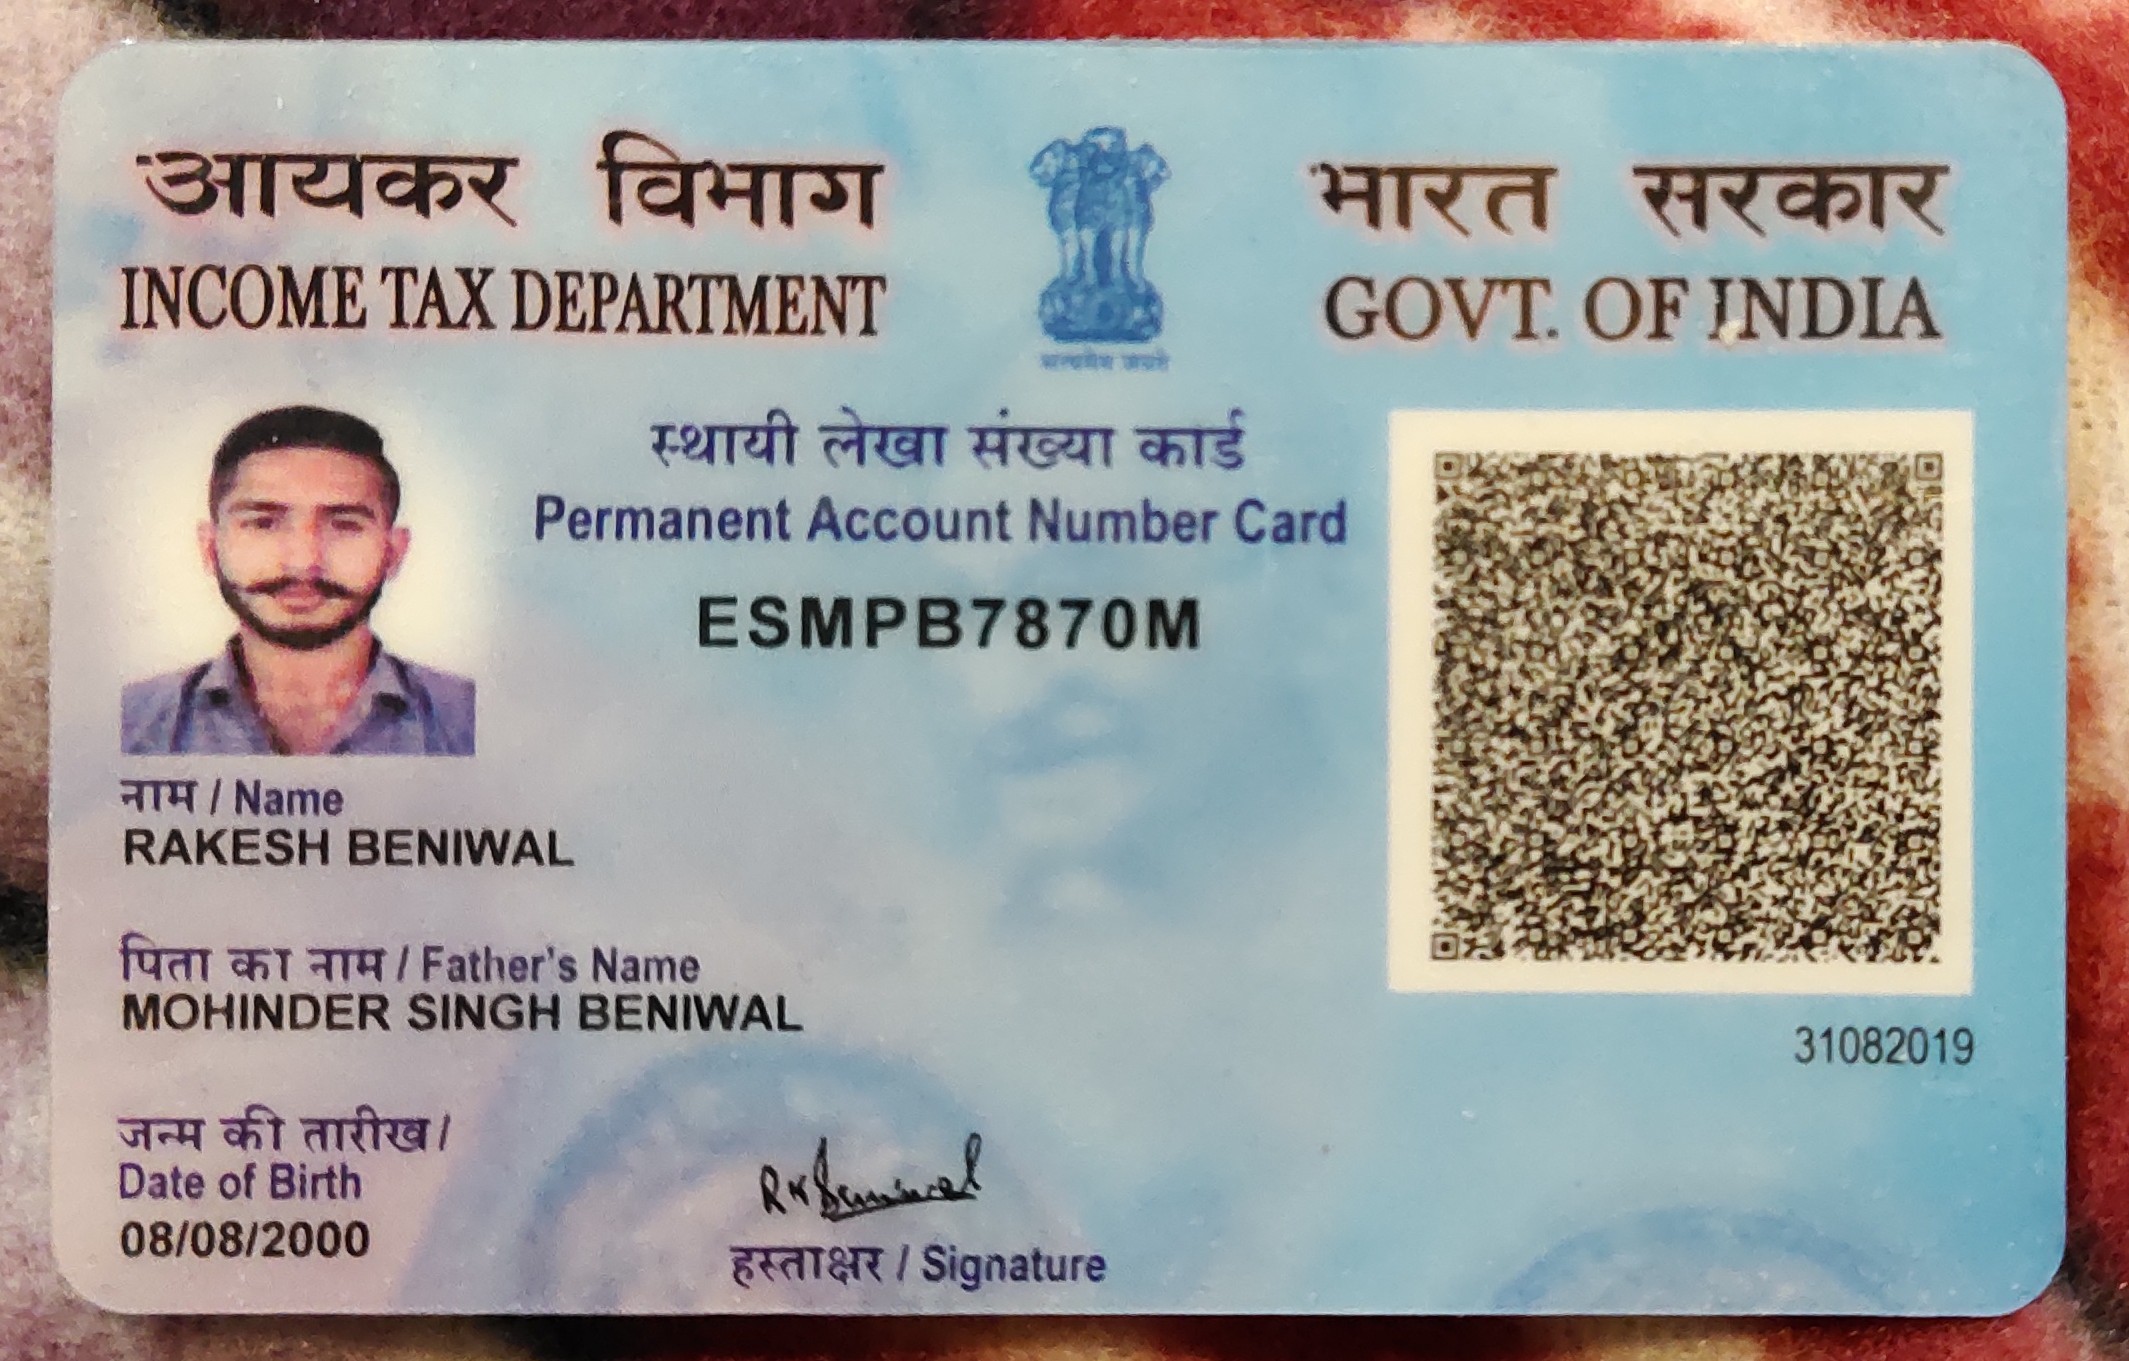 आयकर विभाग
INCOME TAX DEPARTMENT
सत्यमेव जयते
भारत सरकार
GOVT. OF INDIA
स्थायी लेखा संख्या कार्ड
Permanent Account Number Card
ESMPB7870M
नाम / Name
RAKESH BENIWAL
पिता का नाम / Father's Name
MOHINDER SINGH BENIWAL
31082019
जन्म की तारीख /
Date of Birth
08/08/2000
RK Beniwal
हस्ताक्षर / Signature